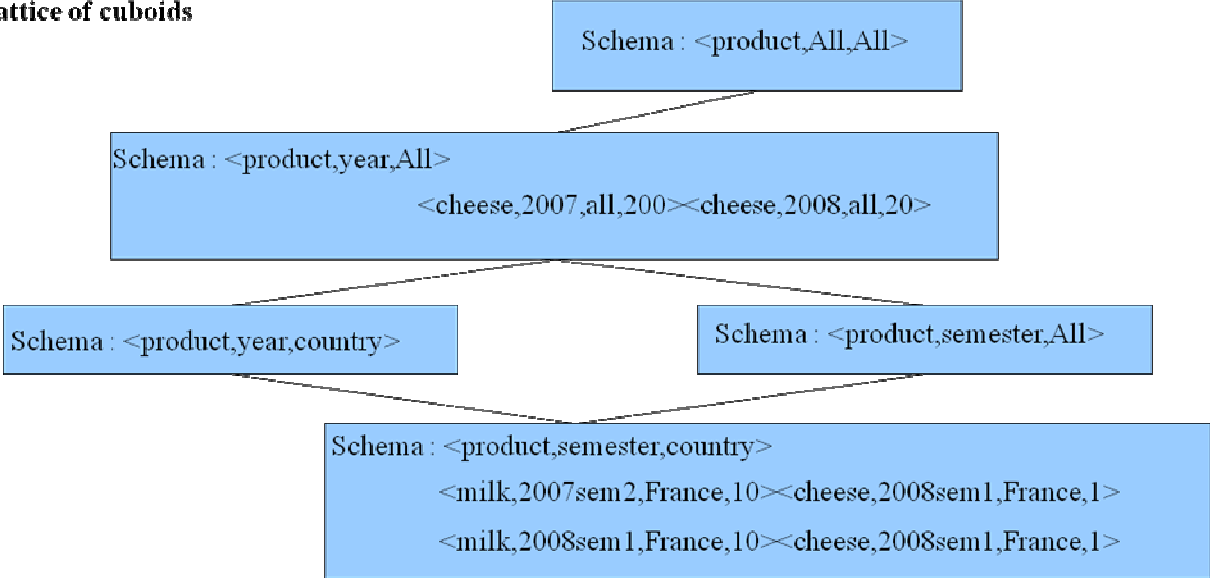 attice of cuboids
Schema : <product,All,All>
Schema : <product,year,All>
<cheese,2007,all,200><cheese,2008,all,20>
Schema : <product,year,country>
Schema : <product,semester,All>
Schema : <product,semester,country>
<milk,2007sem2,France,10><cheese,2008sem1,France,1>
<milk,2008sem1,France,10><cheese,2008sem1,France,1>